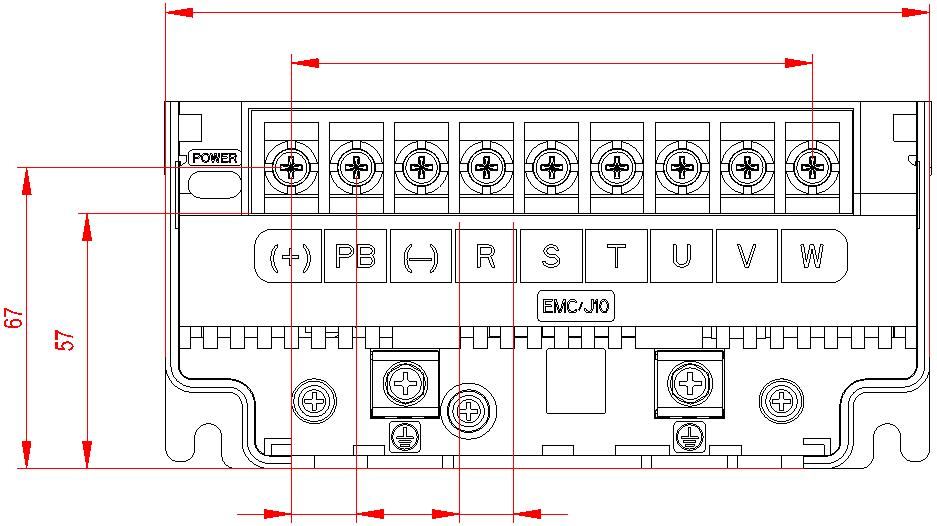 POWER
(+) PB (−) R S T U V W
EMC/J10
67
57